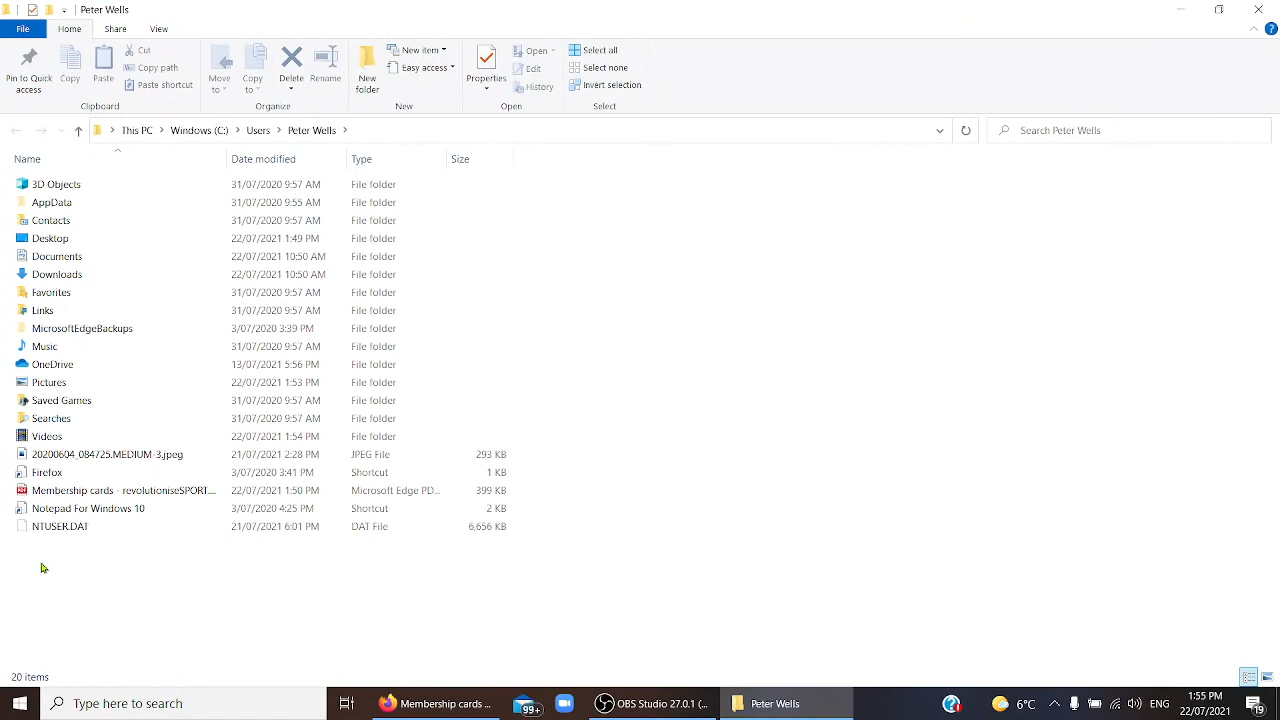 Peter Wells
File Home Share View
Pin to Quick access
Copy
Paste
Cut
Copy path
Paste shortcut
Clipboard
Move to
Copy to
Delete
Rename
Organize
New folder
New item
Easy access
New
Properties
Open
Edit
History
Open
Select all
Select none
Invert selection
Select
This PC Windows (C:) Users Peter Wells
Search Peter Wells
Name Date modified Type Size
3D Objects 31/07/2020 9:57 AM File folder
AppData 31/07/2020 9:55 AM File folder
Contacts 31/07/2020 9:57 AM File folder
Desktop 22/07/2021 1:49 PM File folder
Documents 22/07/2021 10:50 AM File folder
Downloads 22/07/2021 10:50 AM File folder
Favorites 31/07/2020 9:57 AM File folder
Links 31/07/2020 9:57 AM File folder
MicrosoftEdgeBackups 3/07/2020 3:39 PM File folder
Music 31/07/2020 9:57 AM File folder
OneDrive 13/07/2021 5:56 PM File folder
Pictures 22/07/2021 1:53 PM File folder
Saved Games 31/07/2020 9:57 AM File folder
Searches 31/07/2020 9:57 AM File folder
Videos 22/07/2021 1:54 PM File folder
20200604_084725.MEDIUM-3.jpeg 21/07/2021 2:28 PM JPEG File 293 KB
Firefox 3/07/2020 3:41 PM Shortcut 1 KB
Membership cards - revolutioniseSPORT.... 22/07/2021 1:50 PM Microsoft Edge PD... 399 KB
Notepad For Windows 10 3/07/2020 4:25 PM Shortcut 2 KB
NTUSER.DAT 21/07/2021 6:01 PM DAT File 6,656 KB
20 items
Type here to search
Membership cards ...
99+
OBS Studio 27.0.1 (...
Peter Wells
6°C
1:55 PM
22/07/2021
19